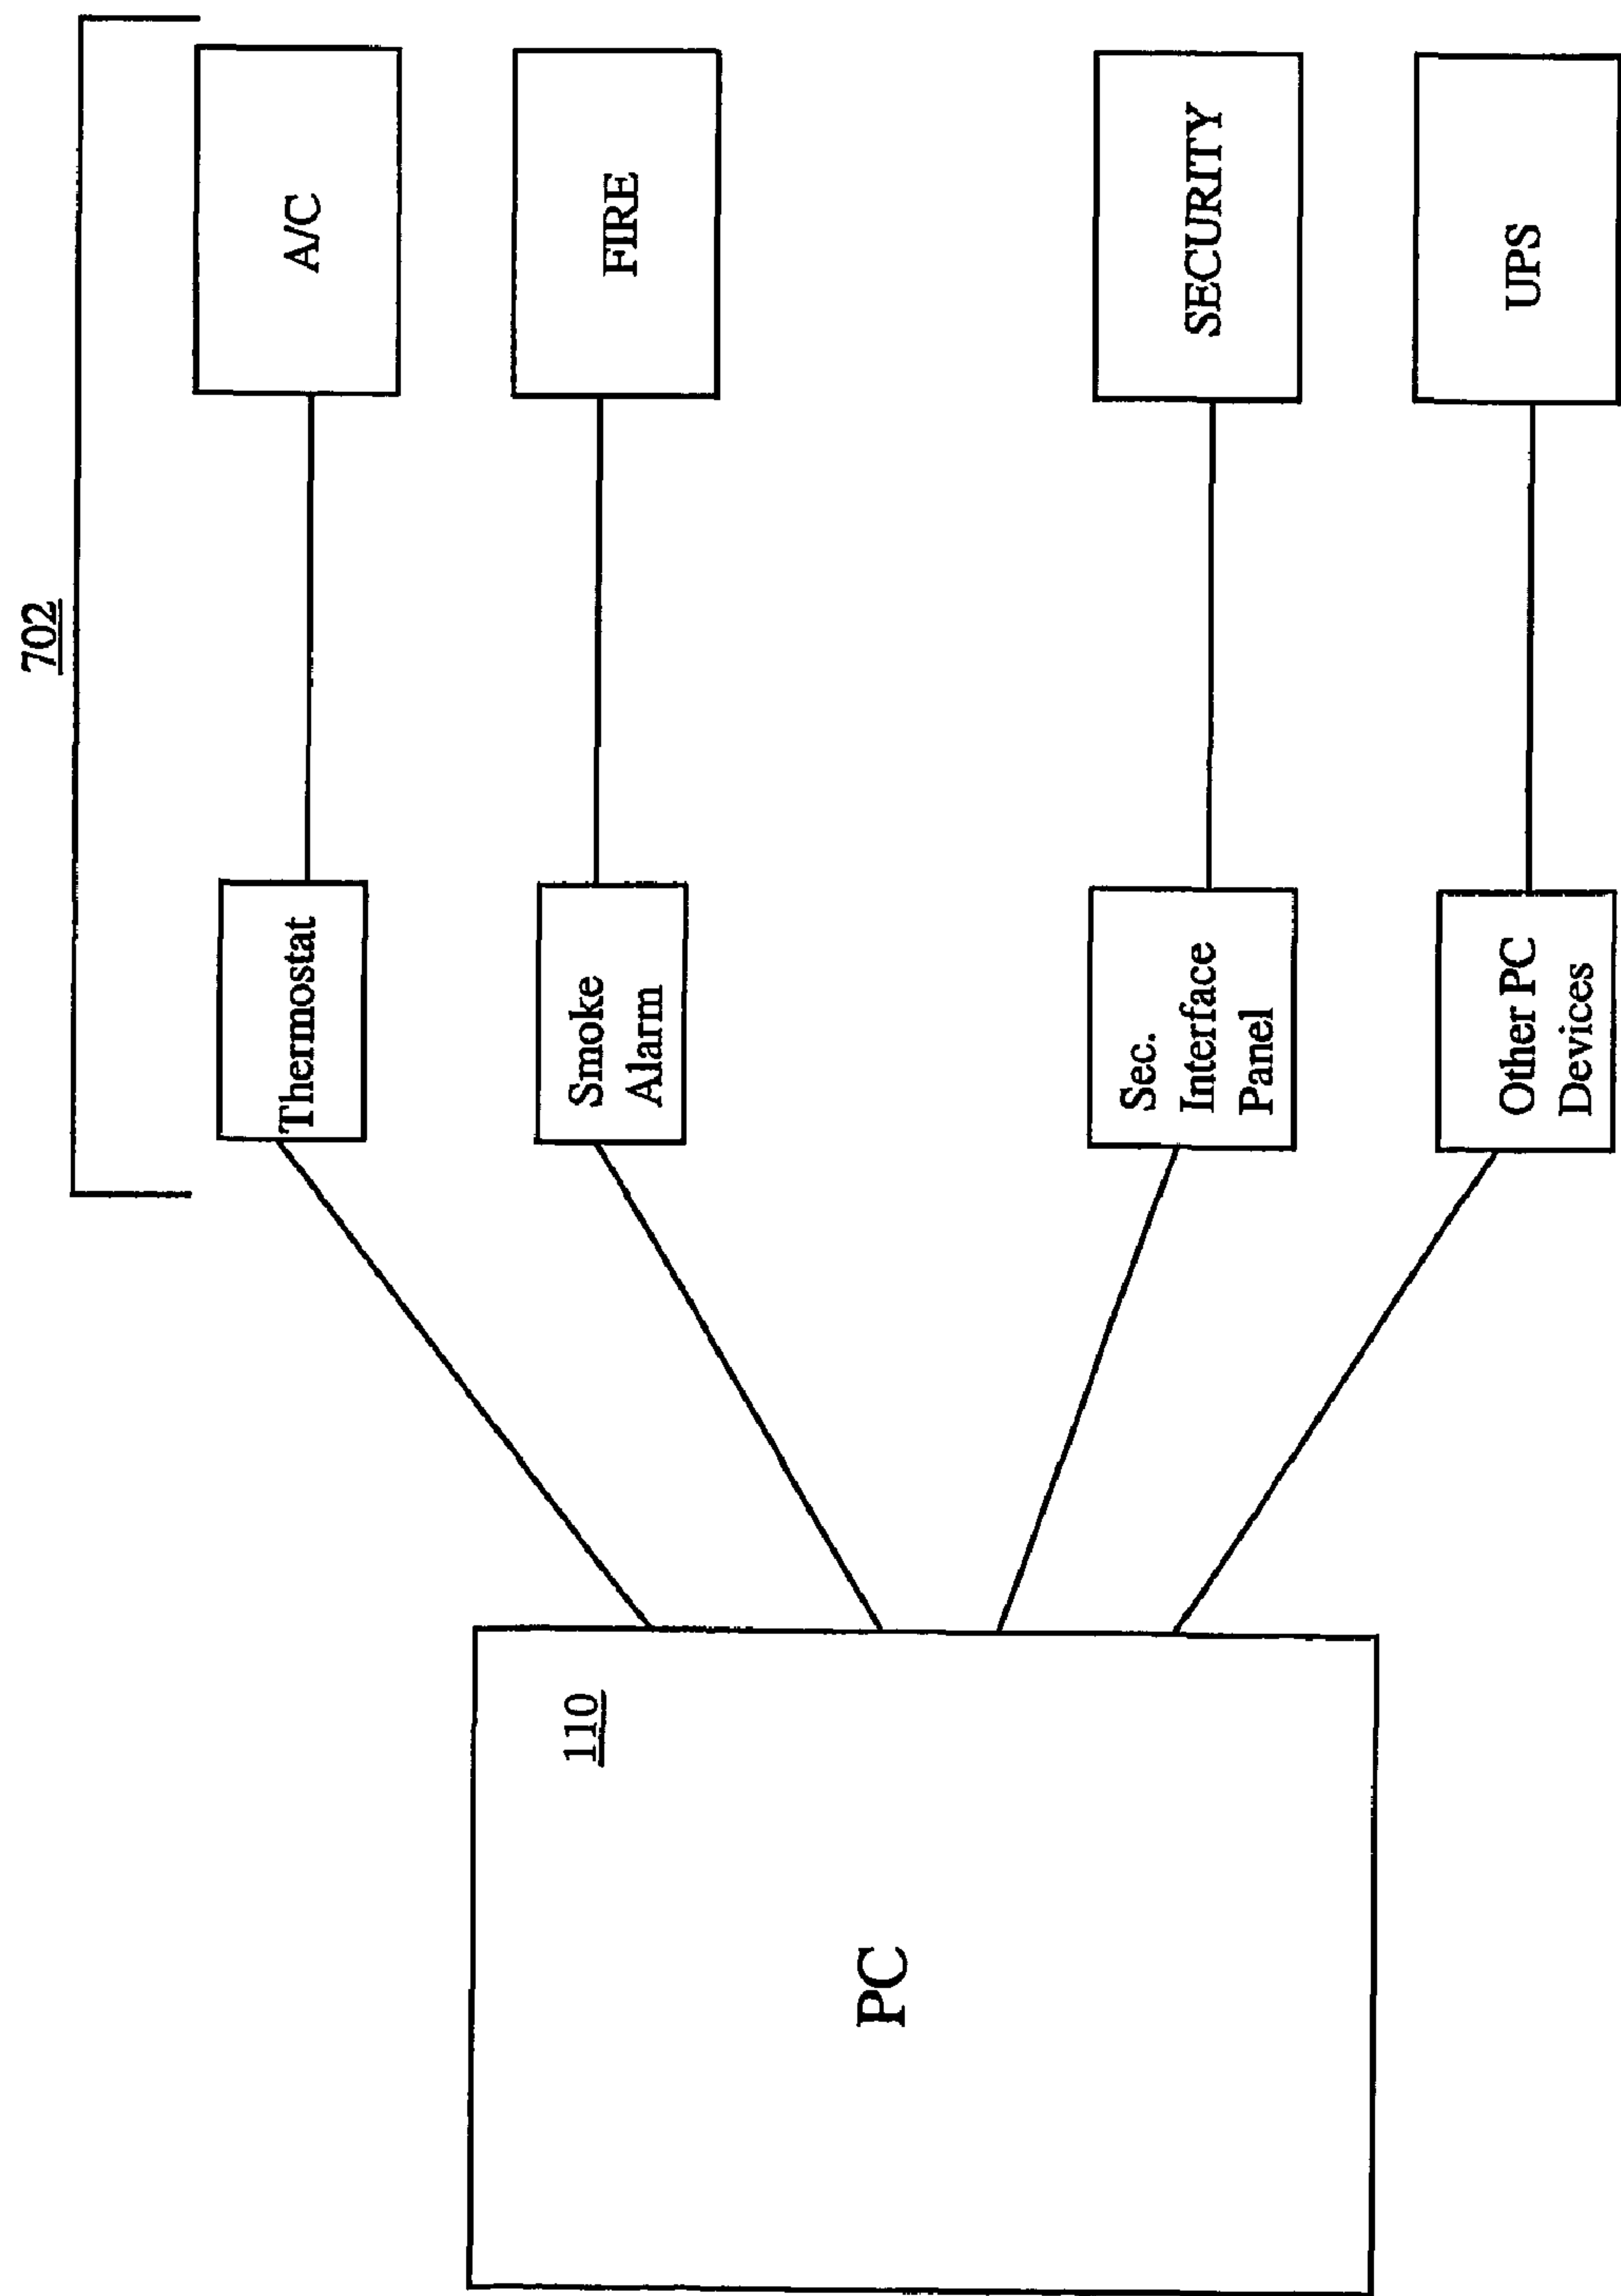 702
Thermostat
A/C
Smoke
Alarm
FIRE
Sec.
Interface
Panel
SECURITY
Other PC
Devices
UPS
110
PC